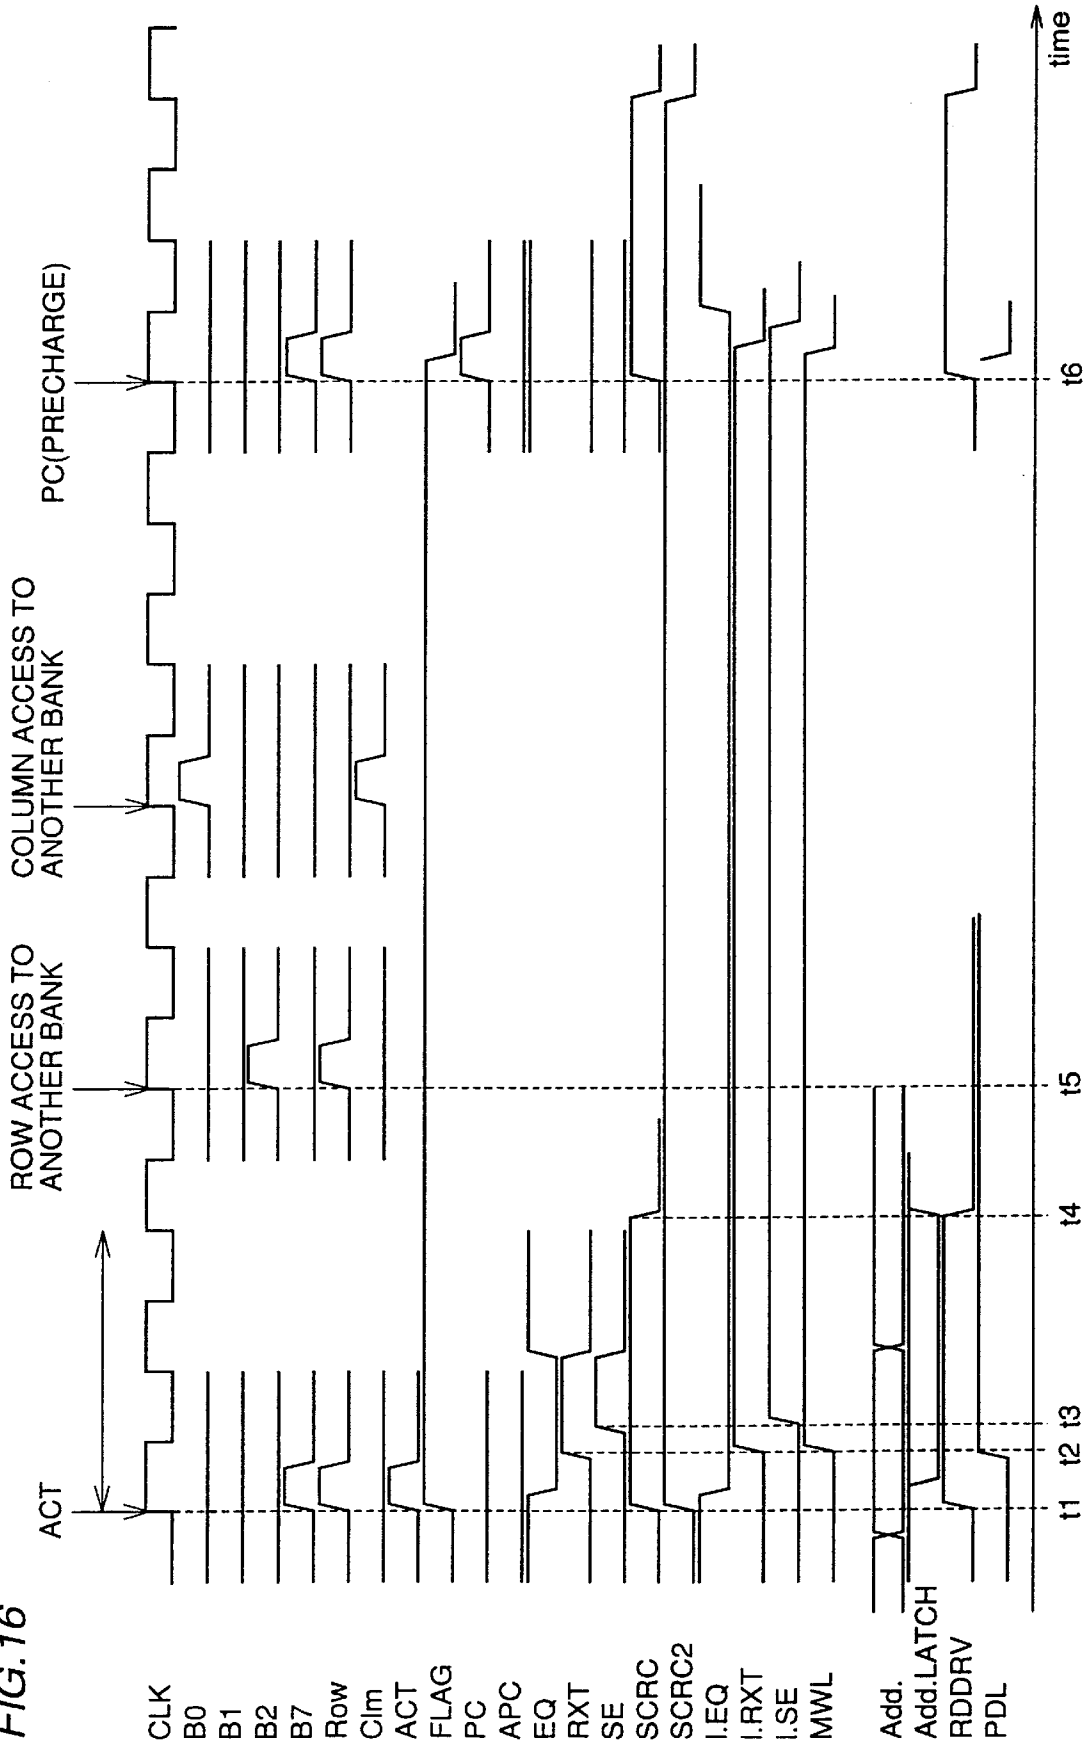 FIG.16
ACT
ROW ACCESS TO
ANOTHER BANK
COLUMN ACCESS TO
ANOTHER BANK
PC(PRECHARGE)
CLK
B0
B1
B2
B7
Row
Clm
ACT
FLAG
PC
APC
EQ
RXT
SE
SCRC
SCRC2
I.EQ
I.RXT
I.SE
MWL
Add.
Add.LATCH
RDDRV
PDL
t1
t2
t3
t4
t5
t6
time